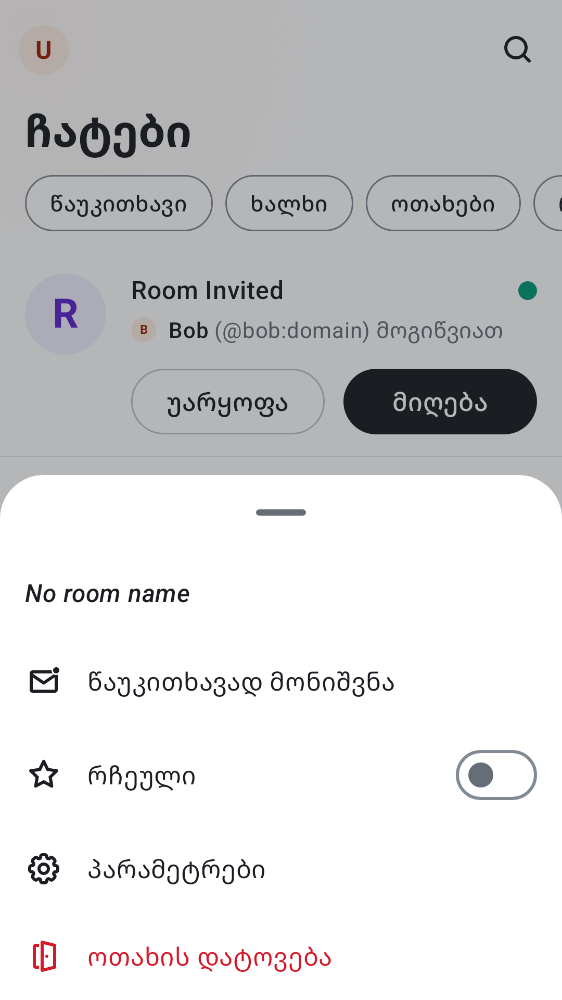 U
ჩატები
წაუკითხავი
ხალხი
ოთახები
R
Room Invited
B Bob (@bob:domain) მოგიწვიათ
უარყოფა
მიღება
No room name
წაუკითხავად მონიშვნა
რჩეული
პარამეტრები
ოთახის დატოვება